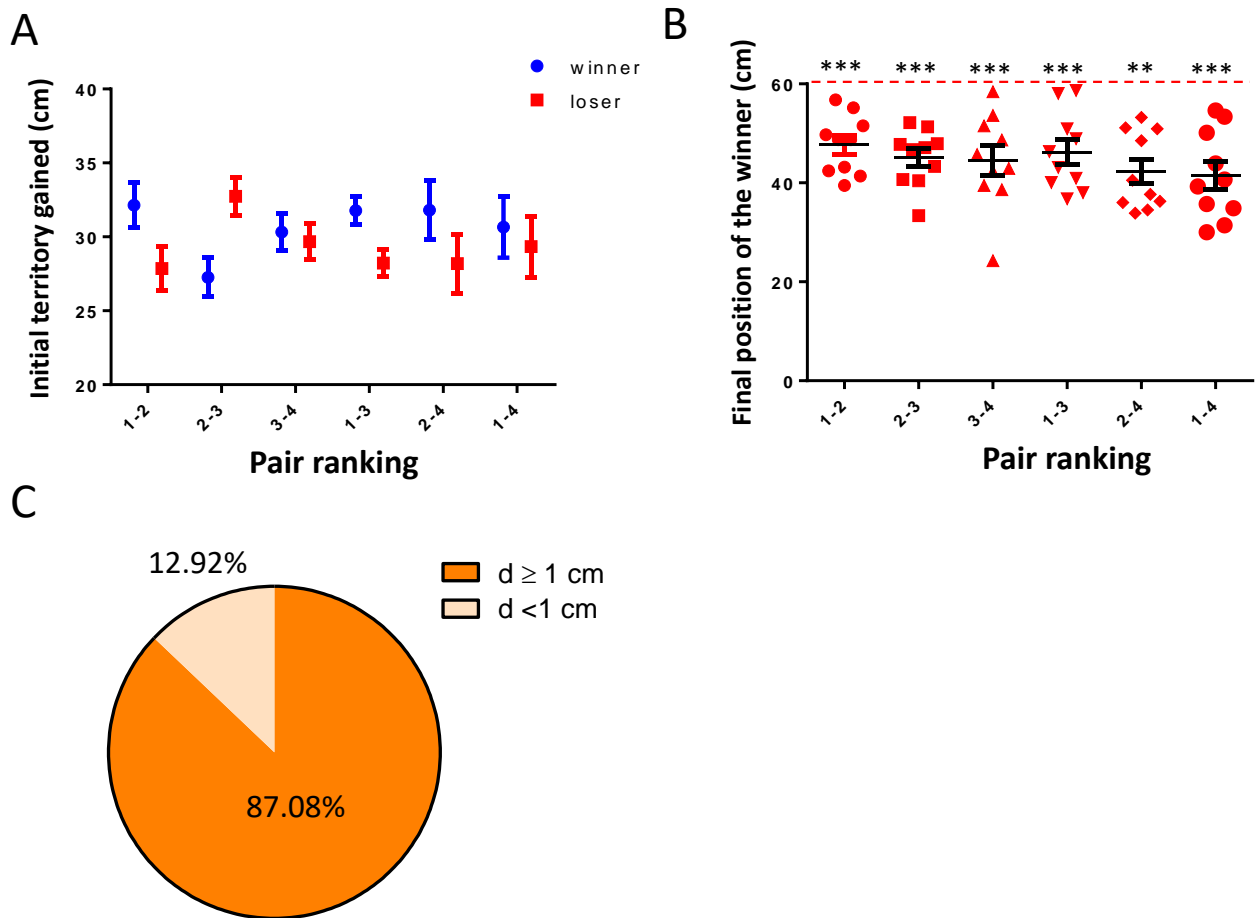 A
winner
loser
Initial territory gained (cm)
40
35
30
25
20
1-2
2-3
3-4
1-3
2-4
1-4
Pair ranking
B
*** *** *** *** ** ***
Final position of the winner (cm)
60
40
20
0
1-2
2-3
3-4
1-3
2-4
1-4
Pair ranking
C
12.92%
87.08%
d ≥ 1 cm
d <1 cm